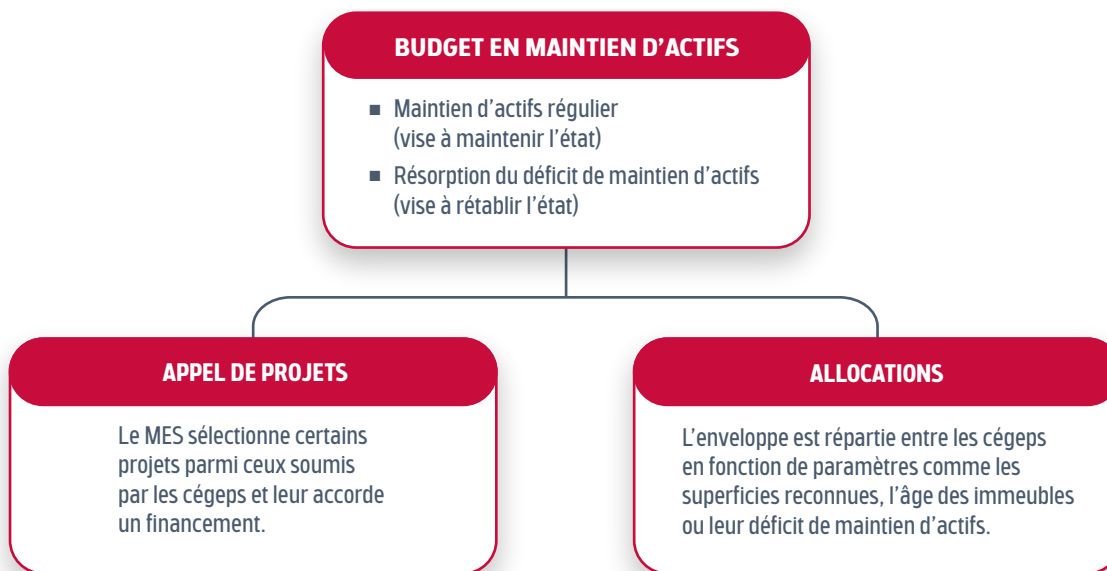 BUDGET EN MAINTIEN D'ACTIFS
▪ Maintien d'actifs régulier
(vise à maintenir l'état)
▪ Résorption du déficit de maintien d'actifs
(vise à rétablir l'état)
APPEL DE PROJETS
Le MES sélectionne certains
projets parmi ceux soumis
par les cégeps et leur accorde
un financement.
ALLOCATIONS
L'enveloppe est répartie entre les cégeps
en fonction de paramètres comme les
superficies reconnues, l'âge des immeubles
ou leur déficit de maintien d'actifs.